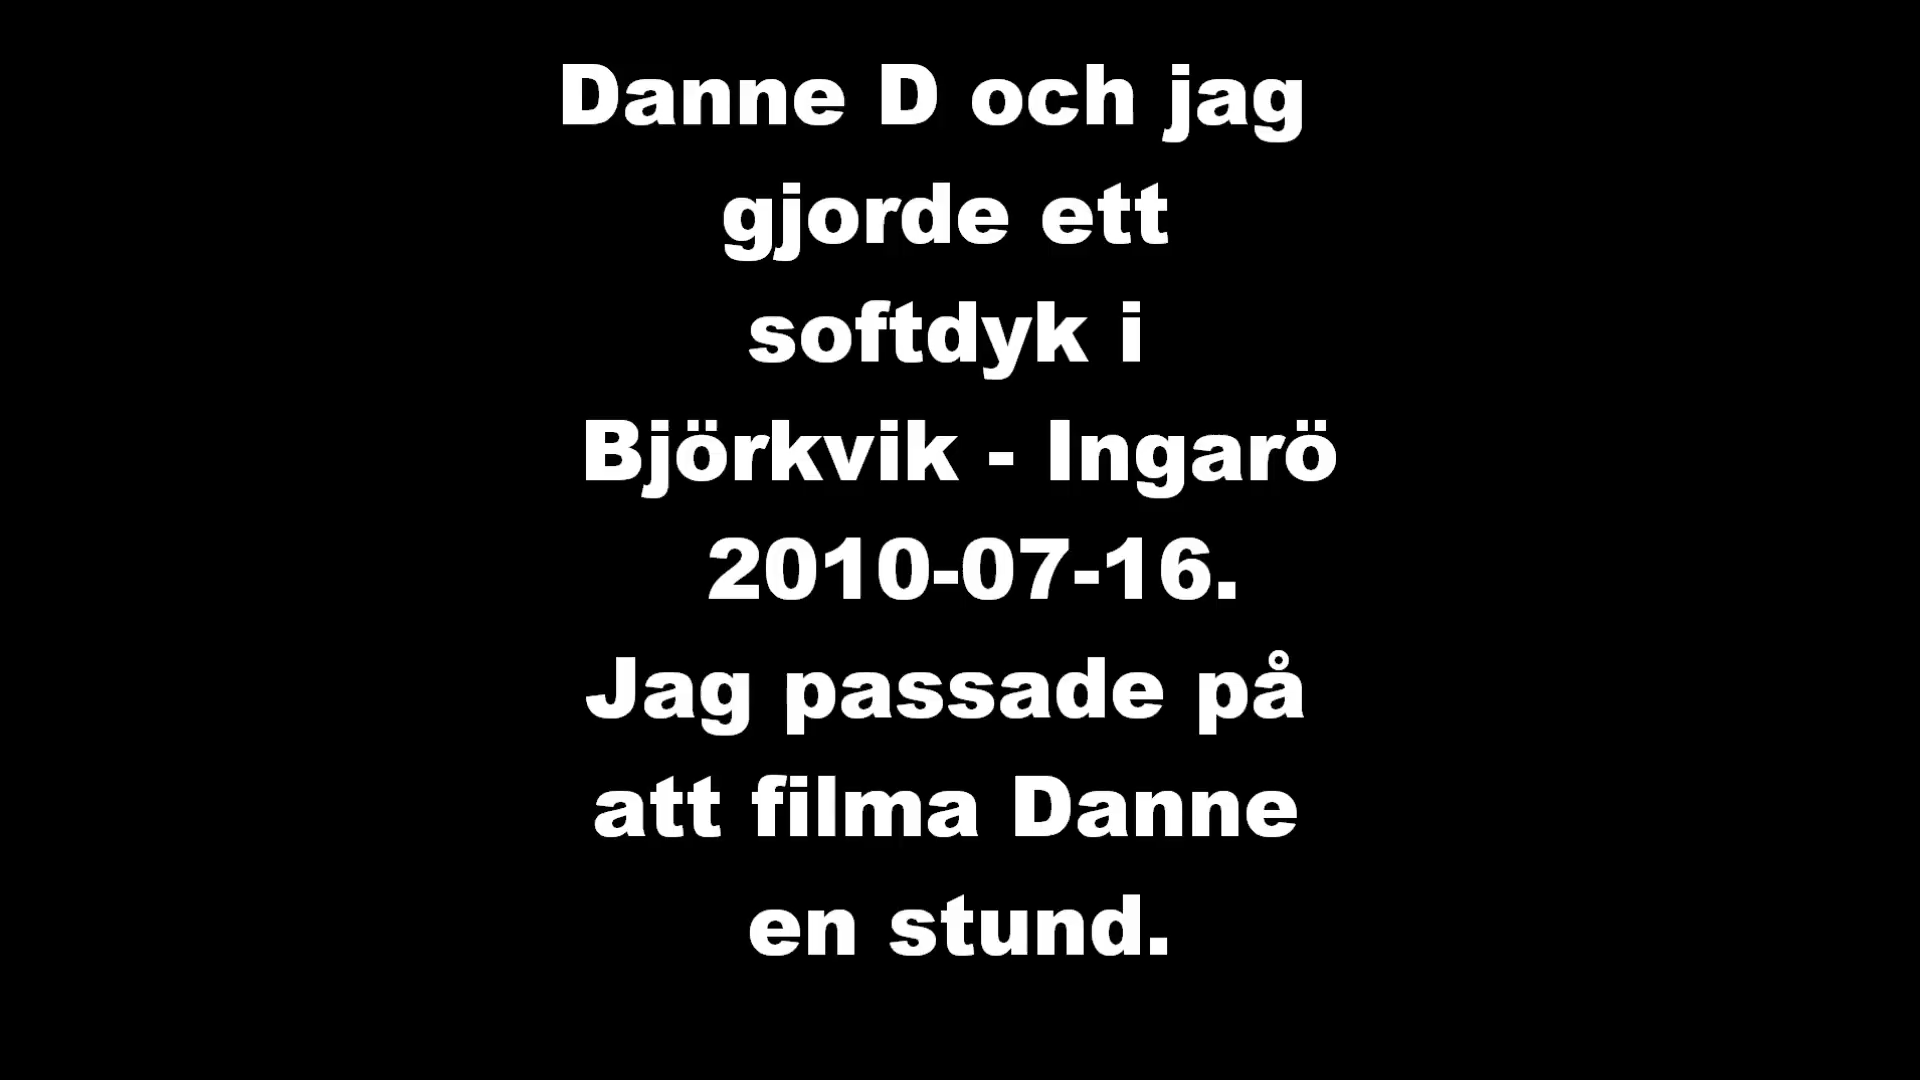 Danne D och jag
gjorde ett
softdyk i
Björkvik - Ingarö
2010-07-16.
Jag passade på
att filma Danne
en stund.